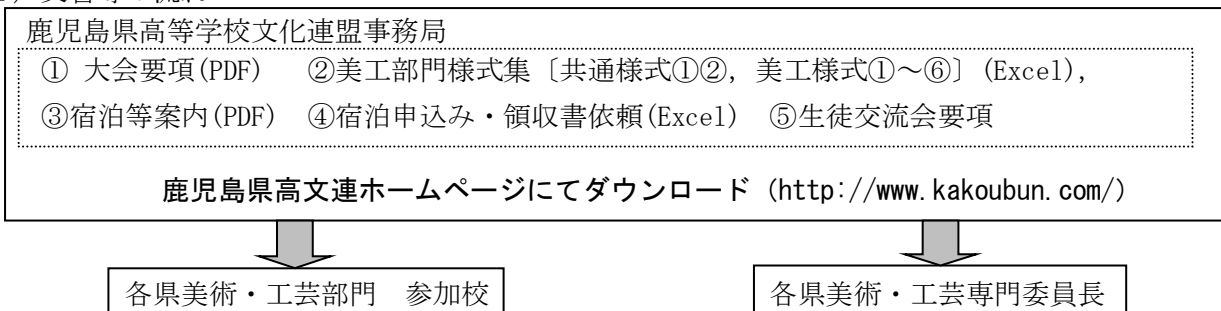 鹿児島県高等学校文化連盟事務局
① 大会要項(PDF) ②美工部門様式集〔共通様式①②, 美工様式①~⑥〕(Excel),
③宿泊等案内(PDF) ④宿泊申込み・領収書依頼(Excel) ⑤生徒交流会要項
鹿児島県高文連ホームページにてダウンロード (http://www.kakoubun.com/)
各県美術・工芸部門 参加校
各県美術・工芸専門委員長